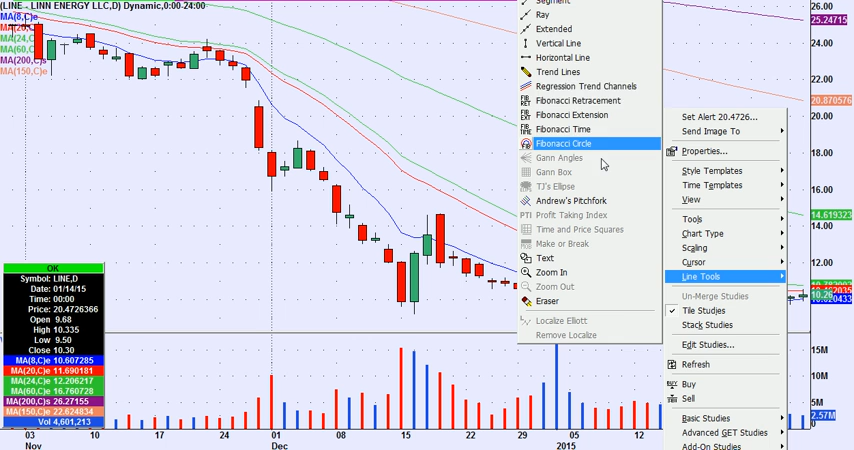 (LINE - LINN ENERGY LLC,D) Dynamic,0:00-24:00
MA(8,C)e
MA(200,C)s
MA(150,C)e
OK
Symbol: LINE,D
Date: 01/14/15
Time: 00:00
Price: 20.4726366
Open 9.68
High 10.335
Low 9.50
Close 10.30
MA(8,C)e 10.607285
MA(20,C)e 11.690181
MA(24,C)e 12.206217
MA(60,C)e 16.760728
MA(200,C)s 26.27155
MA(150,C)e 22.624834
Vol 4,601,213
Segment
Ray
Extended
Vertical Line
Horizontal Line
Trend Lines
Regression Trend Channels
FIB RET Fibonacci Retracement
FIB EXT Fibonacci Extension
FIB TIME Fibonacci Time
Fibonacci Circle
Gann Angles
Gann Box
TJ's Ellipse
Andrew's Pitchfork
PTI Profit Taking Index
Time and Price Squares
Make or Break
Text
Zoom In
Zoom Out
Eraser
Localize Elliott
Remove Localize
Set Alert 20.4726...
Send Image To
Properties...
Style Templates
Time Templates
View
Tools
Chart Type
Scaling
Cursor
Line Tools
Un-Merge Studies
Tile Studies
Stack Studies
Edit Studies...
Refresh
Buy
Sell
Basic Studies
Advanced GET Studies
Add-On Studies
26.00
25.24715
24.00
22.00
20.870576
20.00
18.00
16.00
14.619323
12.00
15M
10M
5M
2.57M
0
03
10
17
24
01
08
15
22
29
05
12
Nov
Dec
2015